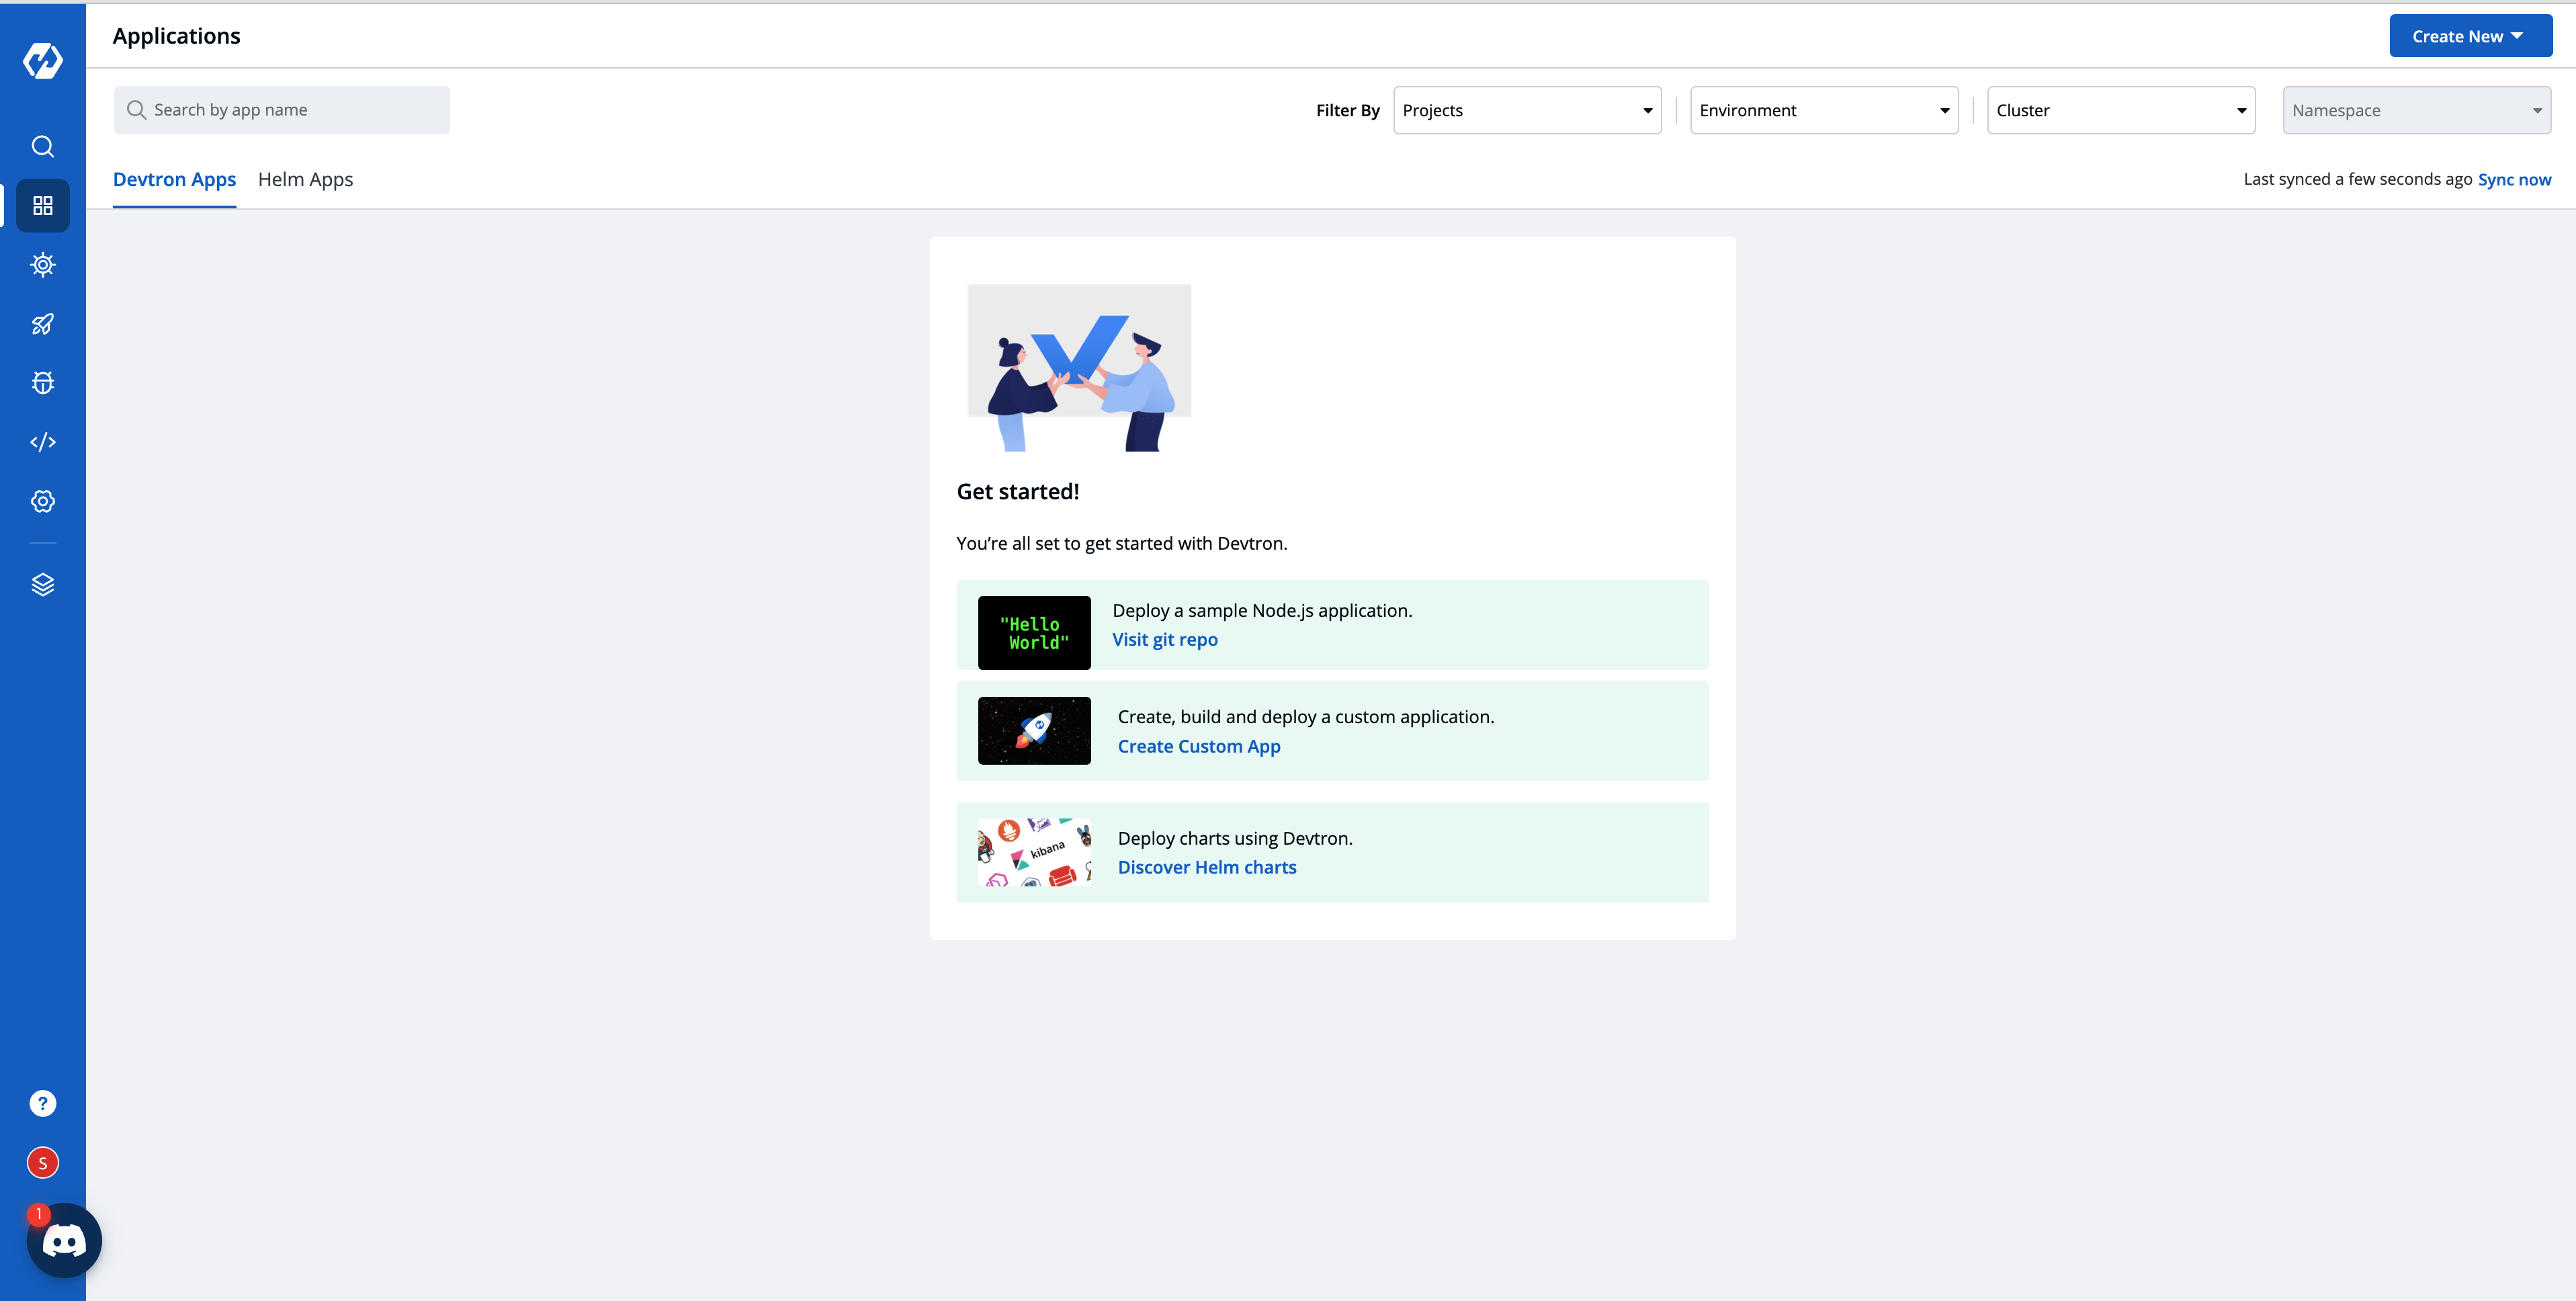 Applications
Create New
Search by app name
Filter By
Projects
Environment
Cluster
Namespace
Devtron Apps
Helm Apps
Last synced a few seconds ago Sync now
Get started!
You’re all set to get started with Devtron.
"Hello
World"
Deploy a sample Node.js application.
Visit git repo
Create, build and deploy a custom application.
Create Custom App
kibana
Deploy charts using Devtron.
Discover Helm charts
?
S
1